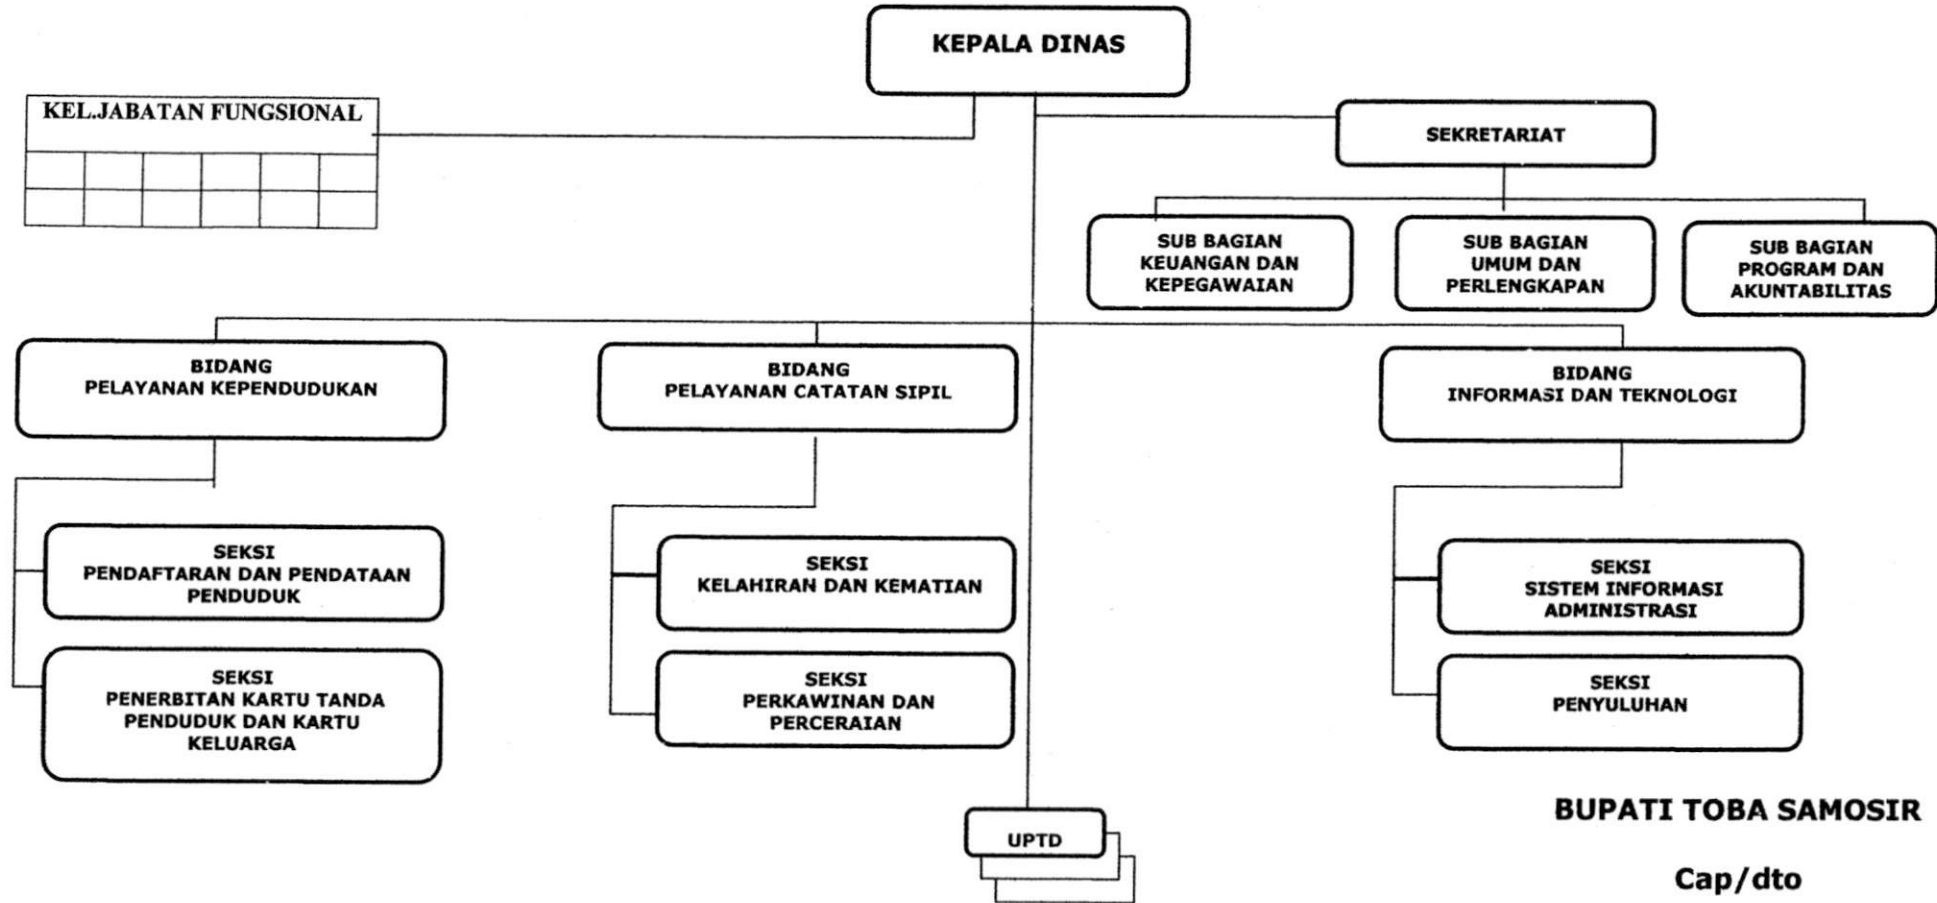 KEPALA DINAS
KEL.JABATAN FUNGSIONAL
SEKRETARIAT
SUB BAGIAN
KEUANGAN DAN
KEPEGAWAIAN
SUB BAGIAN
UMUM DAN
PERLENGKAPAN
SUB BAGIAN
PROGRAM DAN
AKUNTABILITAS
BIDANG
PELAYANAN KEPENDUDUKAN
BIDANG
PELAYANAN CATATAN SIPIL
BIDANG
INFORMASI DAN TEKNOLOGI
SEKSI
PENDAFTARAN DAN PENDATAAN
PENDUDUK
SEKSI
KELAHIRAN DAN KEMATIAN
SEKSI
SISTEM INFORMASI
ADMINISTRASI
SEKSI
PENERBITAN KARTU TANDA
PENDUDUK DAN KARTU
KELUARGA
SEKSI
PERKAWINAN DAN
PERCERAIAN
SEKSI
PENYULUHAN
UPTD
BUPATI TOBA SAMOSIR
Cap/dto